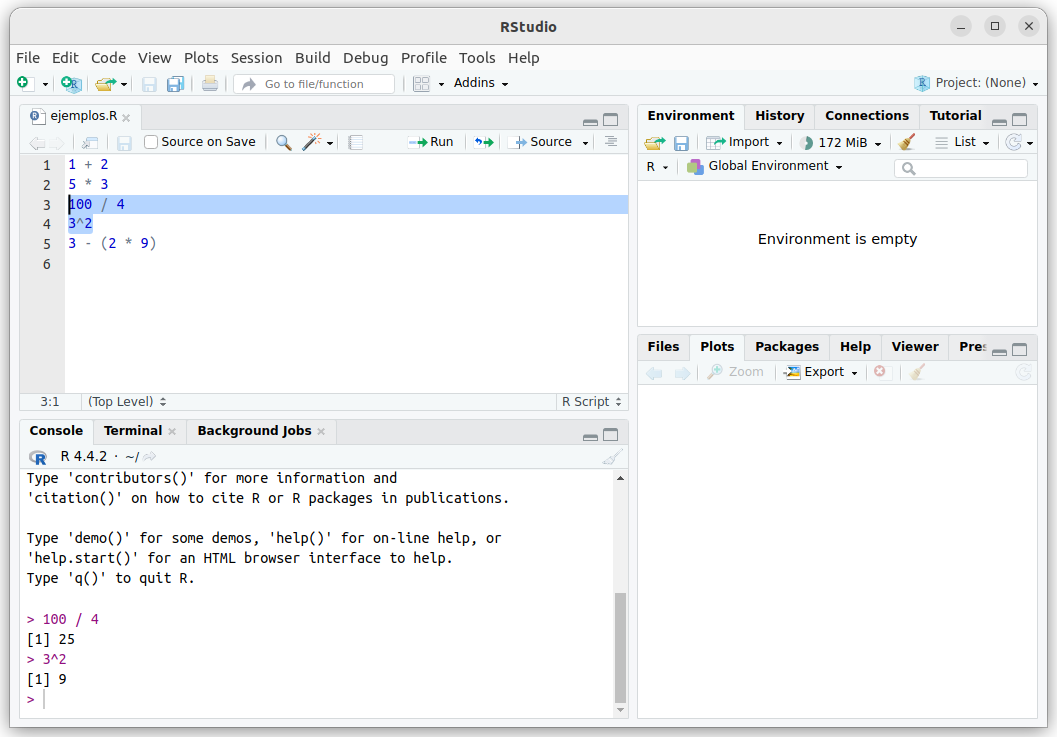 RStudio
File Edit Code View Plots Session Build Debug Profile Tools Help
Go to file/function Addins Project: (None)
ejemplos.R
Source on Save Run Source
1 1 + 2
2 5 * 3
3 100 / 4
4 3^2
5 3 - (2 * 9)
6
3:1 (Top Level) R Script
Console Terminal Background Jobs
R 4.4.2 · ~/
Type 'contributors()' for more information and
'citation()' on how to cite R or R packages in publications.
Type 'demo()' for some demos, 'help()' for on-line help, or
'help.start()' for an HTML browser interface to help.
Type 'q()' to quit R.
> 100 / 4
[1] 25
> 3^2
[1] 9
>
Environment History Connections Tutorial
Import 172 MiB List
R Global Environment
Environment is empty
Files Plots Packages Help Viewer Pres
Zoom Export